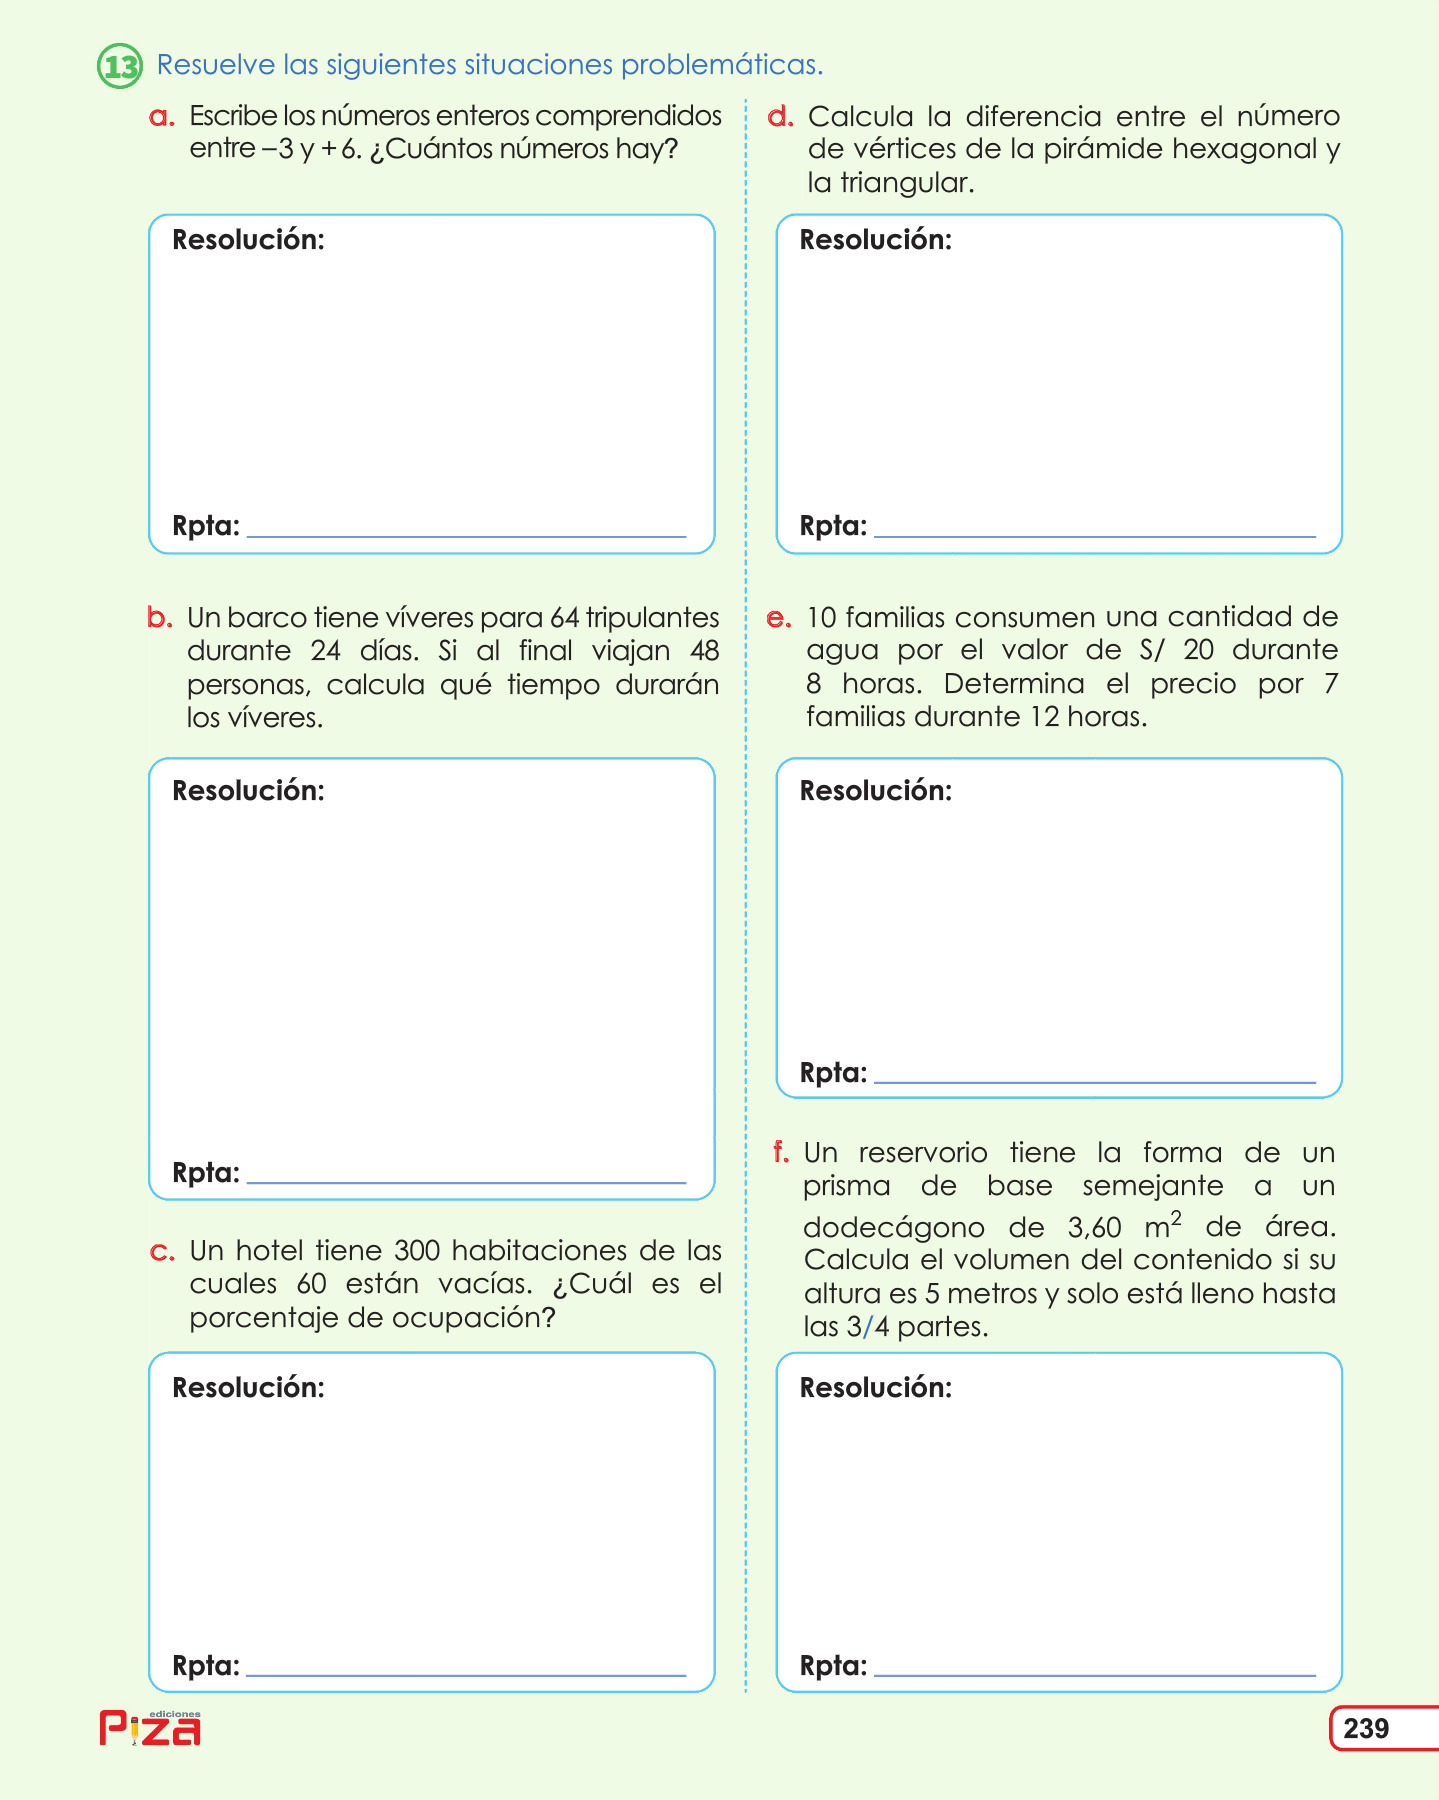 13 Resuelve las siguientes situaciones problemáticas.
a. Escribe los números enteros comprendidos
entre –3 y +6. ¿Cuántos números hay?
Resolución:
Rpta:
b. Un barco tiene víveres para 64 tripulantes
durante 24 días. Si al final viajan 48
personas, calcula qué tiempo durarán
los víveres.
Resolución:
Rpta:
c. Un hotel tiene 300 habitaciones de las
cuales 60 están vacías. ¿Cuál es el
porcentaje de ocupación?
Resolución:
Rpta:
d. Calcula la diferencia entre el número
de vértices de la pirámide hexagonal y
la triangular.
Resolución:
Rpta:
e. 10 familias consumen una cantidad de
agua por el valor de S/ 20 durante
8 horas. Determina el precio por 7
familias durante 12 horas.
Resolución:
Rpta:
f. Un reservorio tiene la forma de un
prisma de base semejante a un
dodecágono de 3,60 m² de área.
Calcula el volumen del contenido si su
altura es 5 metros y solo está lleno hasta
las 3/4 partes.
Resolución:
Rpta:
ediciones
Piza
239